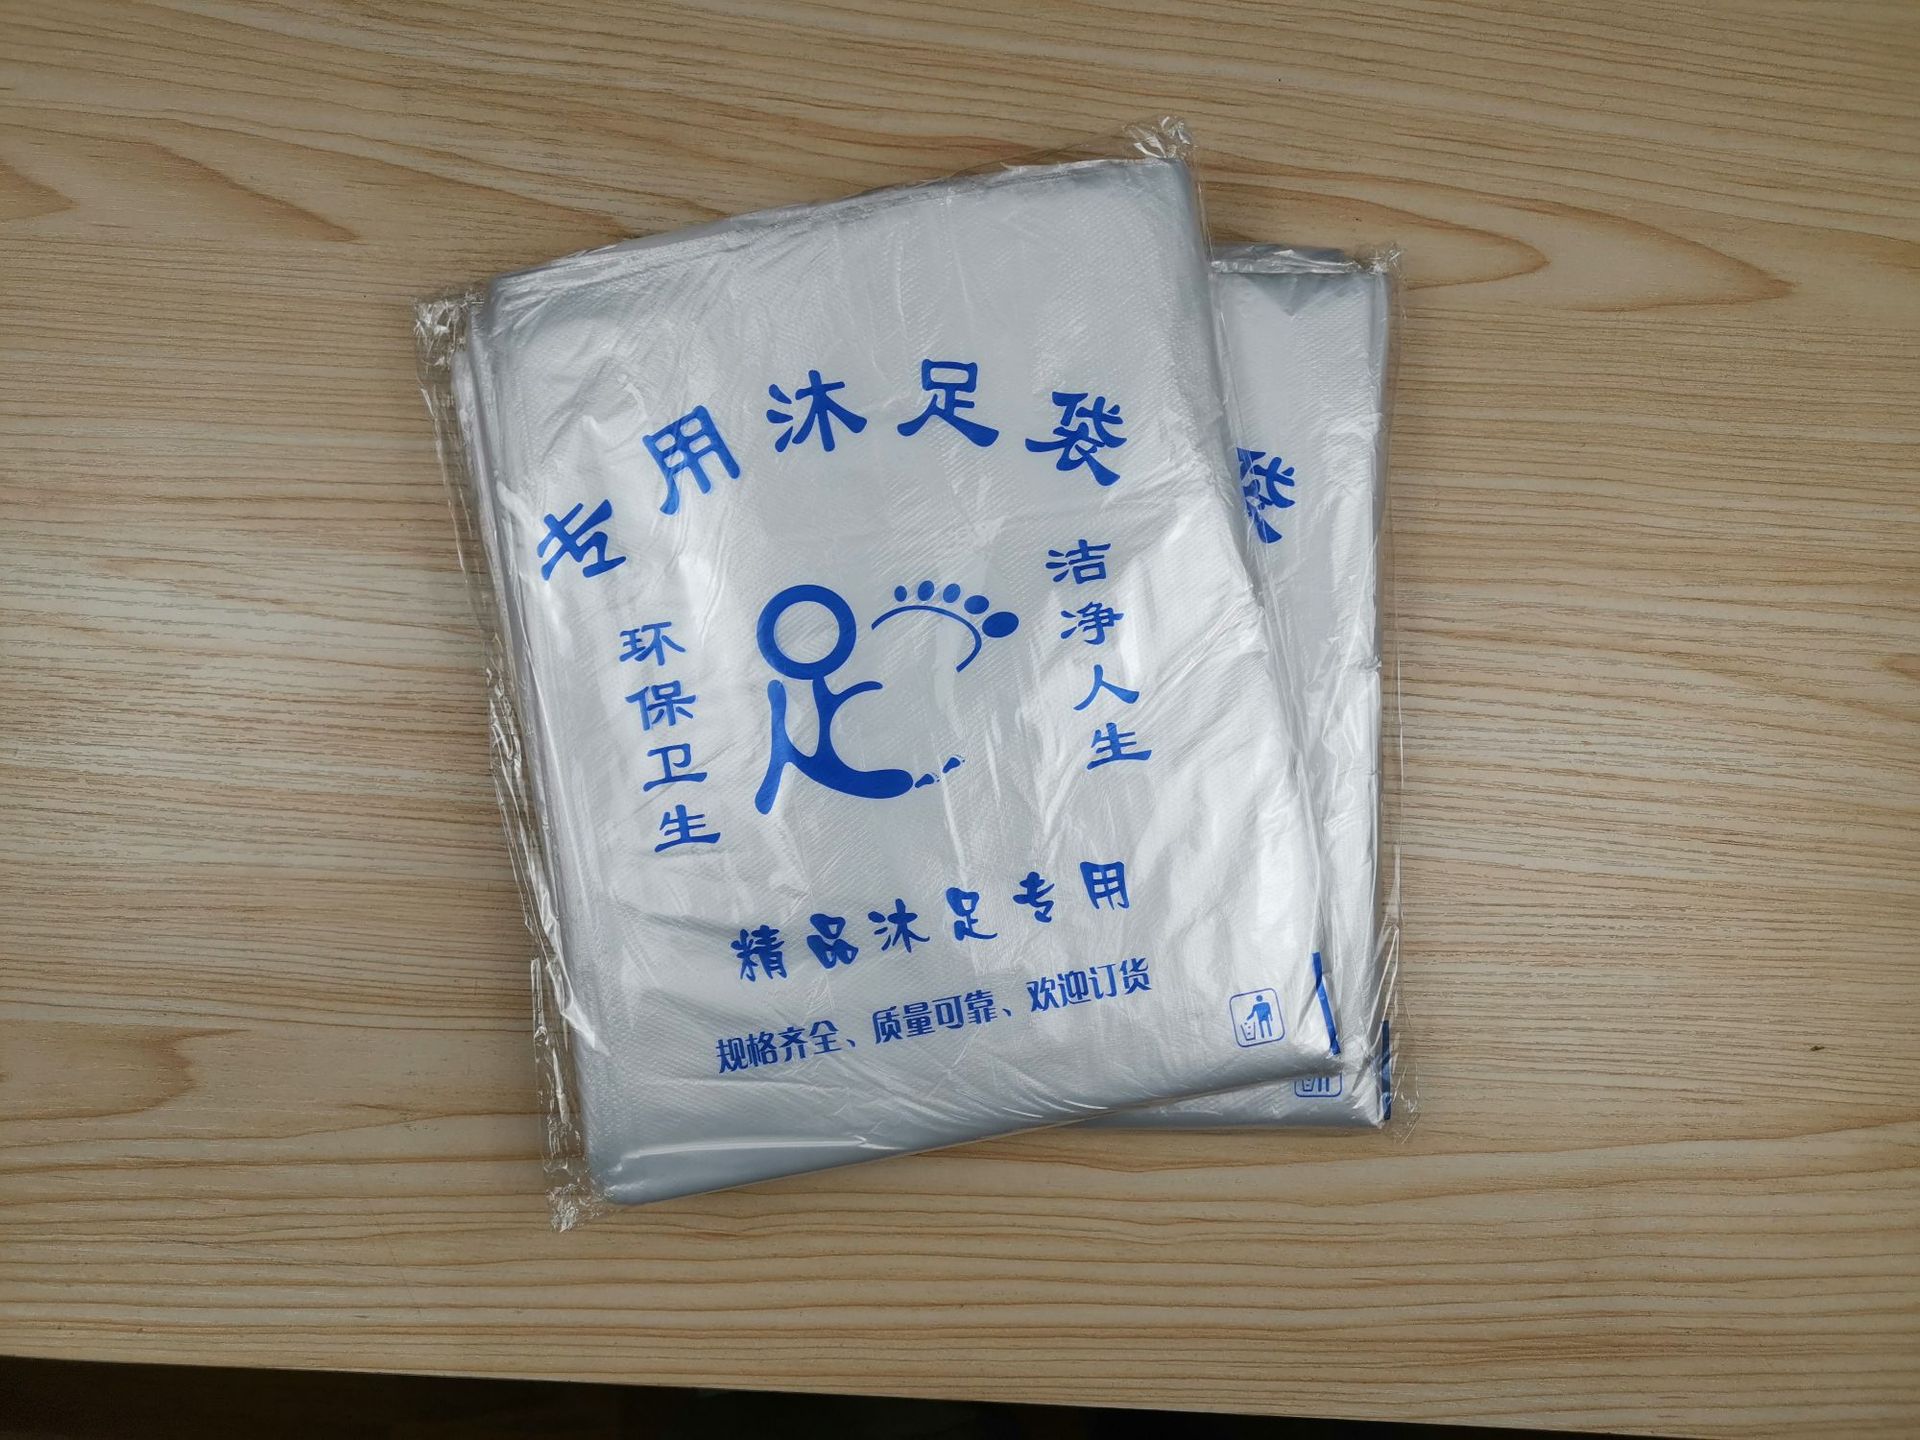 专用沐足袋
环保卫生
洁净人生
足
精品沐足专用
规格齐全、质量可靠、欢迎订货
袋